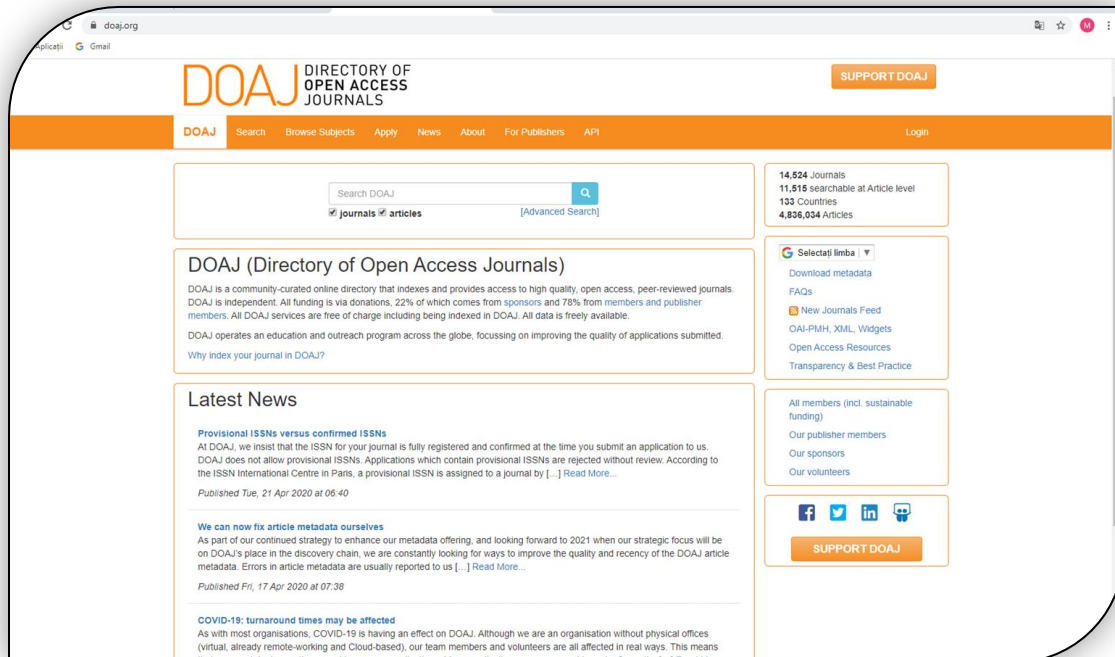 doaj.org
M
Aplicații G Gmail
DOAJ DIRECTORY OF
OPEN ACCESS
JOURNALS
SUPPORT DOAJ
DOAJ Search Browse Subjects Apply News About For Publishers API Login
Search DOAJ
journals articles [Advanced Search]
14,524 Journals
11,515 searchable at Article level
133 Countries
4,836,034 Articles
DOAJ (Directory of Open Access Journals)
DOAJ is a community-curated online directory that indexes and provides access to high quality, open access, peer-reviewed journals.
DOAJ is independent. All funding is via donations, 22% of which comes from sponsors and 78% from members and publisher
members. All DOAJ services are free of charge including being indexed in DOAJ. All data is freely available.
DOAJ operates an education and outreach program across the globe, focussing on improving the quality of applications submitted.
Why index your journal in DOAJ?
G Selectați limba ▼
Download metadata
FAQs
New Journals Feed
OAI-PMH, XML, Widgets
Open Access Resources
Transparency & Best Practice
Latest News
Provisional ISSNs versus confirmed ISSNs
At DOAJ, we insist that the ISSN for your journal is fully registered and confirmed at the time you submit an application to us.
DOAJ does not allow provisional ISSNs. Applications which contain provisional ISSNs are rejected without review. According to
the ISSN International Centre in Paris, a provisional ISSN is assigned to a journal by [...] Read More...
Published Tue, 21 Apr 2020 at 06:40
We can now fix article metadata ourselves
As part of our continued strategy to enhance our metadata offering, and looking forward to 2021 when our strategic focus will be
on DOAJ's place in the discovery chain, we are constantly looking for ways to improve the quality and recency of the DOAJ article
metadata. Errors in article metadata are usually reported to us [...] Read More...
Published Fri, 17 Apr 2020 at 07:38
COVID-19: turnaround times may be affected
As with most organisations, COVID-19 is having an effect on DOAJ. Although we are an organisation without physical offices
(virtual, already remote-working and Cloud-based), our team members and volunteers are all affected in real ways. This means
All members (incl. sustainable
funding)
Our publisher members
Our sponsors
Our volunteers
SUPPORT DOAJ